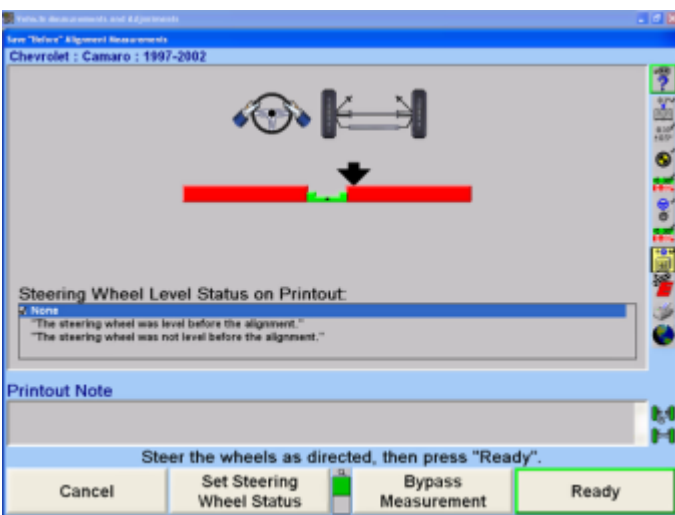 Vehicle Measurements and Adjustments
Save "Before" Alignment Measurements
Chevrolet : Camaro : 1997-2002
Steering Wheel Level Status on Printout:
None
"The steering wheel was level before the alignment."
"The steering wheel was not level before the alignment."
Printout Note
Steer the wheels as directed, then press "Ready".
Cancel
Set Steering
Wheel Status
Bypass
Measurement
Ready